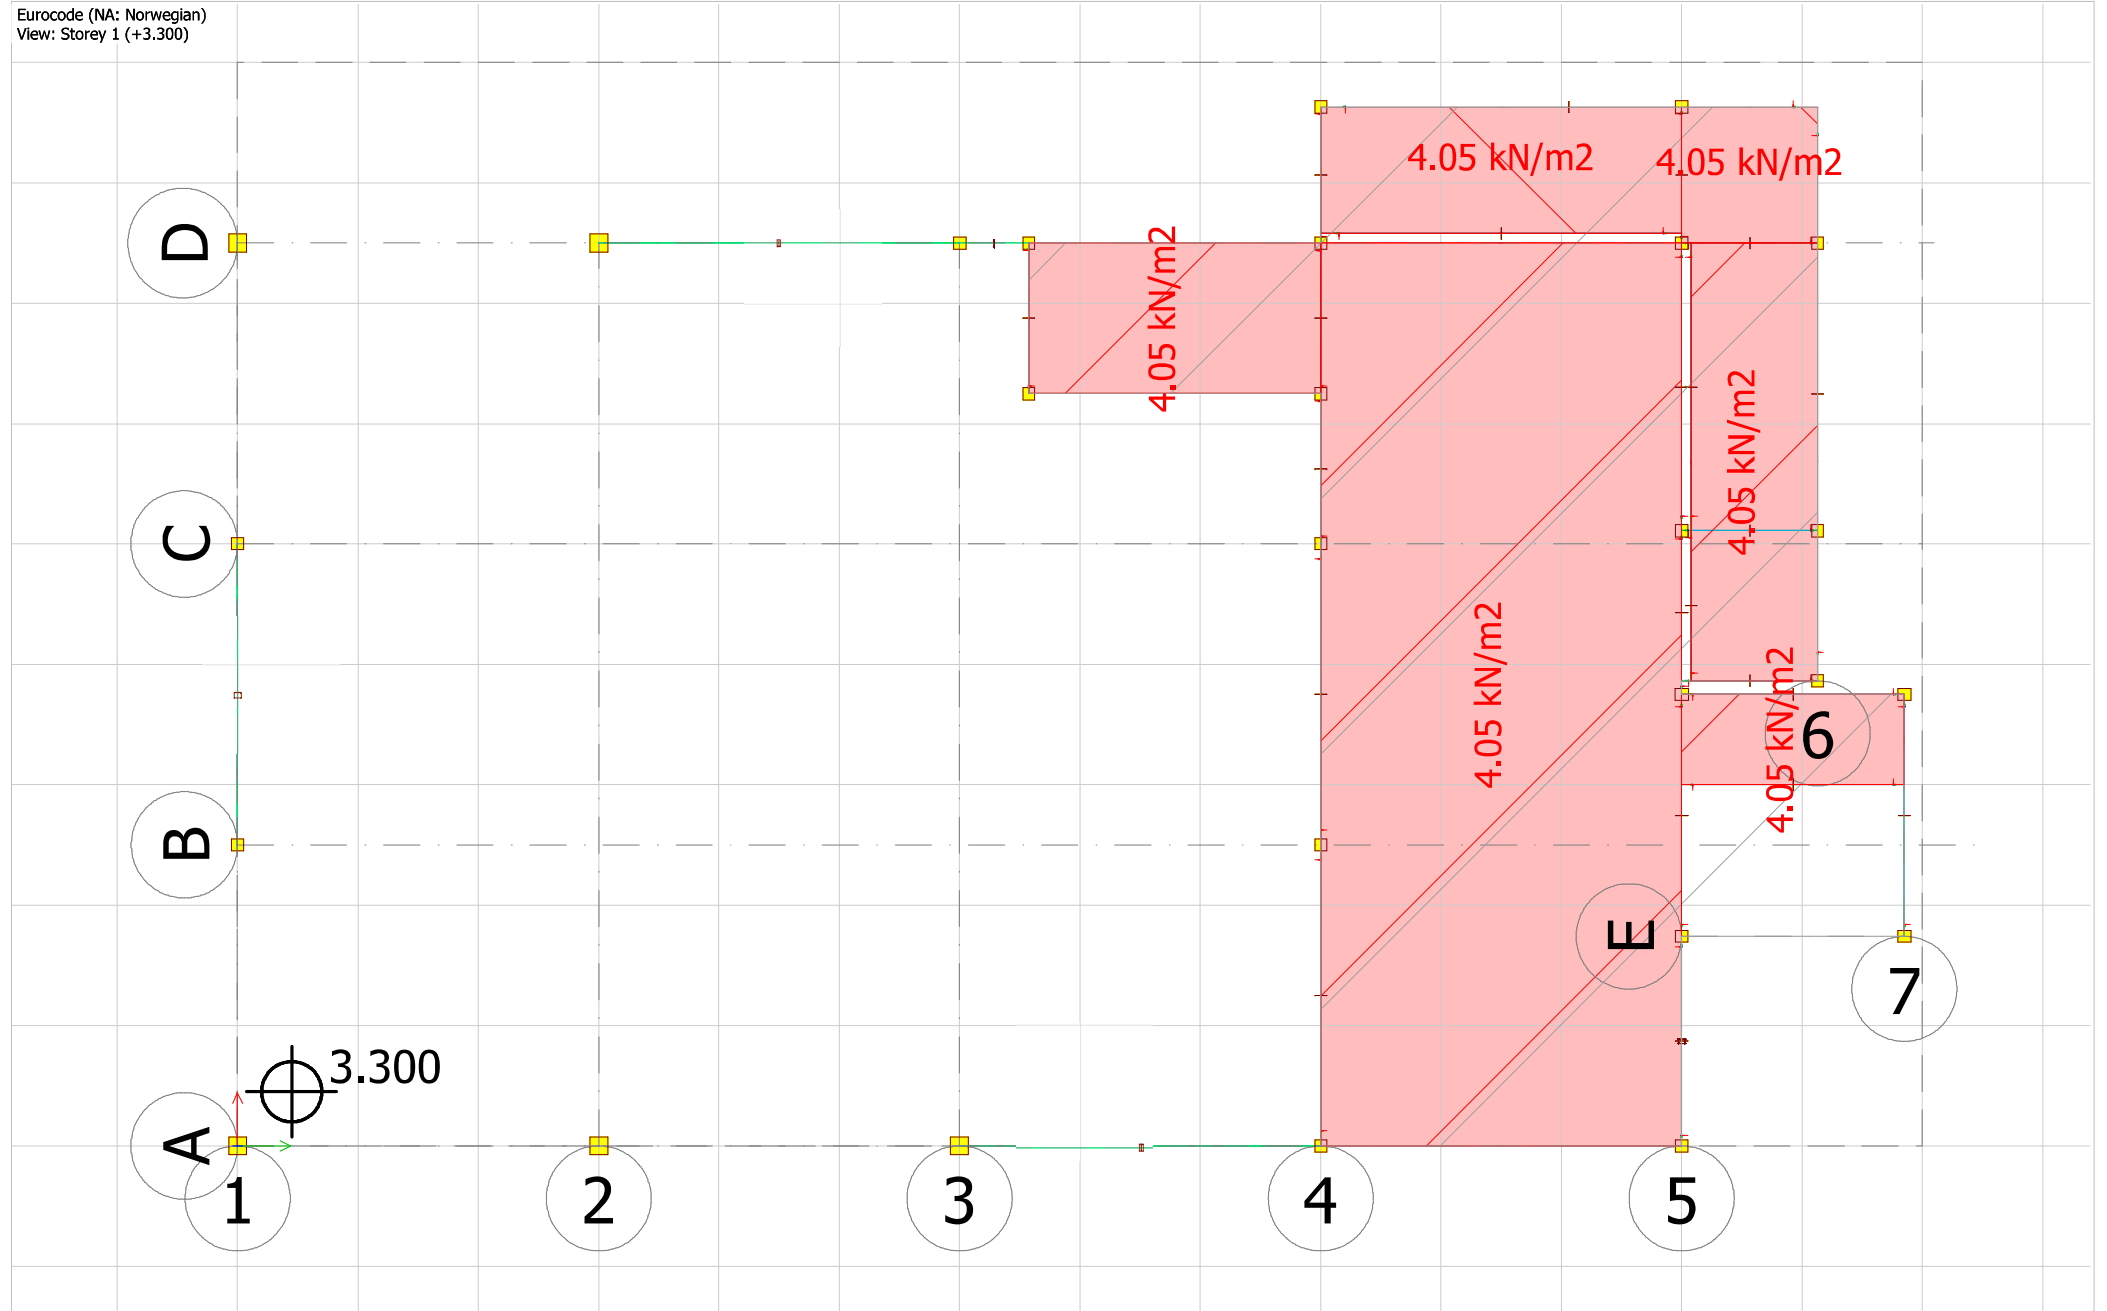 Eurocode (NA: Norwegian)
View: Storey 1 (+3.300)
4.05 kN/m2
4.05 kN/m2
D
4.05 kN/m2
4.05 kN/m2
C
4.05 kN/m2
4.05 kN/m2
6
B
E
7
3.300
A
1
2
3
4
5